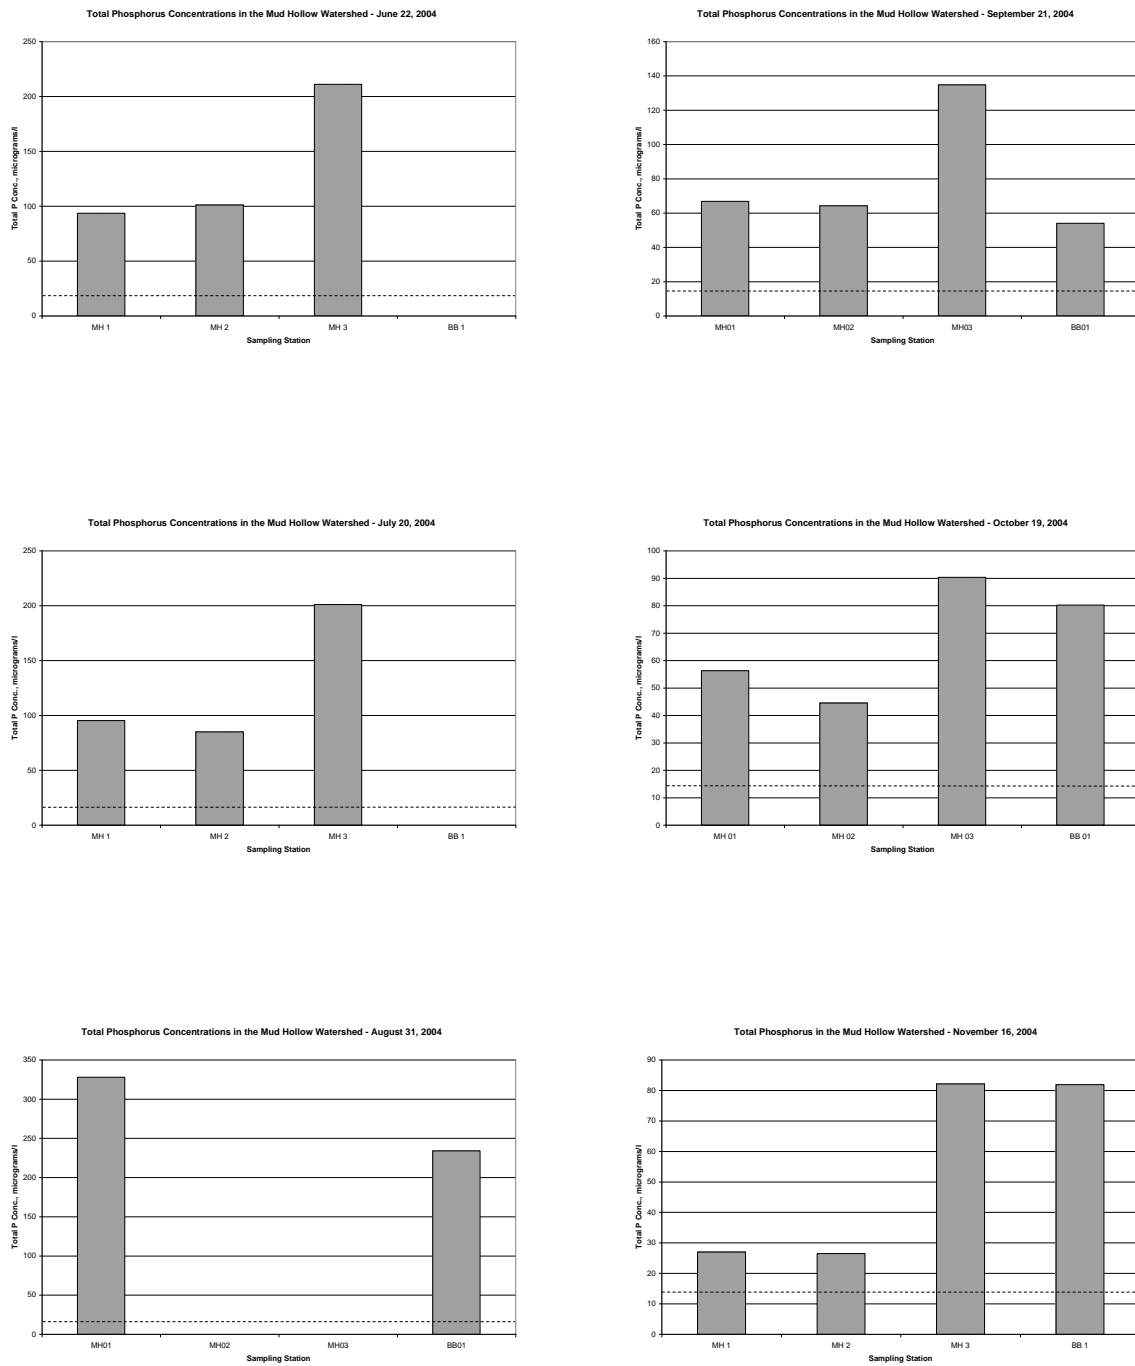 Total Phosphorus Concentrations in the Mud Hollow Watershed - June 22, 2004
250
200
150
100
50
0
Total P Conc., micrograms/l
MH 1 MH 2 MH 3 BB 1
Sampling Station
Total Phosphorus Concentrations in the Mud Hollow Watershed - September 21, 2004
160
140
120
100
80
60
40
20
0
Total P Conc., micrograms/l
MH01 MH02 MH03 BB01
Sampling Station
Total Phosphorus Concentrations in the Mud Hollow Watershed - July 20, 2004
250
200
150
100
50
0
Total P Conc., micrograms/l
MH 1 MH 2 MH 3 BB 1
Sampling Station
Total Phosphorus Concentrations in the Mud Hollow Watershed - October 19, 2004
100
90
80
70
60
50
40
30
20
10
0
Total P Conc., micrograms/l
MH 01 MH 02 MH 03 BB 01
Sampling Station
Total Phosphorus Concentrations in the Mud Hollow Watershed - August 31, 2004
350
300
250
200
150
100
50
0
Total P Conc., micrograms/l
MH01 MH02 MH03 BB01
Sampling Station
Total Phosphorus in the Mud Hollow Watershed - November 16, 2004
90
80
70
60
50
40
30
20
10
0
Total P Conc., micrograms/l
MH 1 MH 2 MH 3 BB 1
Sampling Station